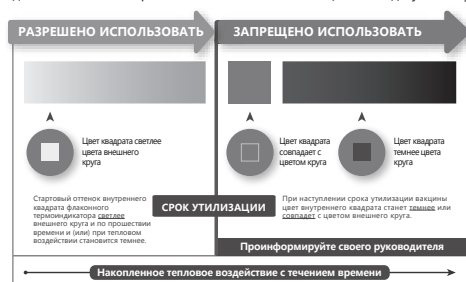 РАЗРЕШЕНО ИСПОЛЬЗОВАТЬ
ЗАПРЕЩЕНО ИСПОЛЬЗОВАТЬ
Цвет квадрата светлее
цвета внешнего
круга
Цвет квадрата
совпадает с
цветом круга
Цвет квадрата
темнее цвета
круга
Стартовый оттенок внутреннего
квадрата флаконного
термоиндикатора светлее
внешнего круга и по прошествии
времени и (или) при тепловом
воздействии становится темнее.
СРОК УТИЛИЗАЦИИ
При наступлении срока утилизации вакцины
цвет внутреннего квадрата станет темнее или
совпадет с цветом внешнего круга.
Проинформируйте своего руководителя
Накопленное тепловое воздействие с течением времени